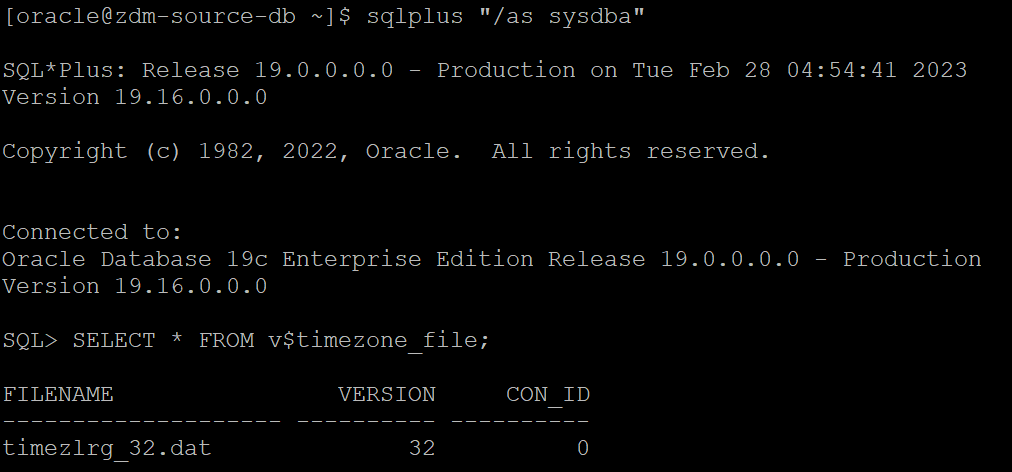 [oracle@zdm-source-db ~]$ sqlplus "/as sysdba"
SQL*Plus: Release 19.0.0.0.0 - Production on Tue Feb 28 04:54:41 2023
Version 19.16.0.0.0
Copyright (c) 1982, 2022, Oracle.  All rights reserved.
Connected to:
Oracle Database 19c Enterprise Edition Release 19.0.0.0.0 - Production
Version 19.16.0.0.0
SQL> SELECT * FROM v$timezone_file;
FILENAME                VERSION     CON_ID
-------------------- ---------- ----------
timezlrg_32.dat              32          0